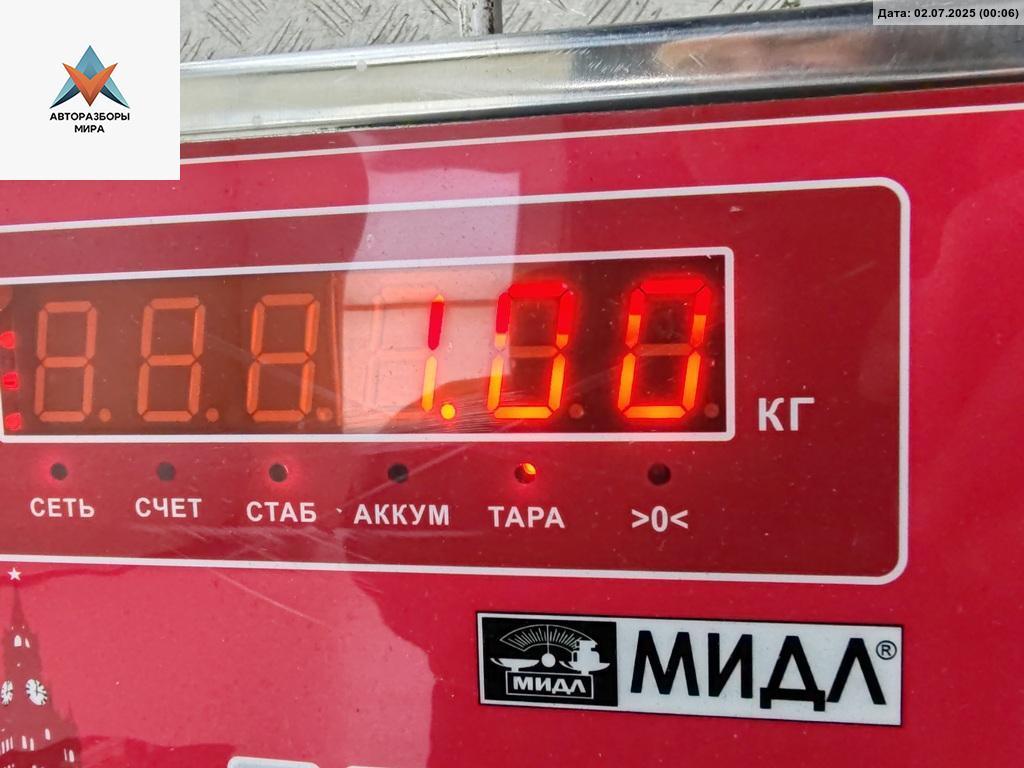 Дата: 02.07.2025 (00:06)
АВТОРАЗБОРЫ
МИРА
1.00
КГ
СЕТЬ СЧЕТ СТАБ АККУМ ТАРА >0<
МИДЛ МИДЛ®